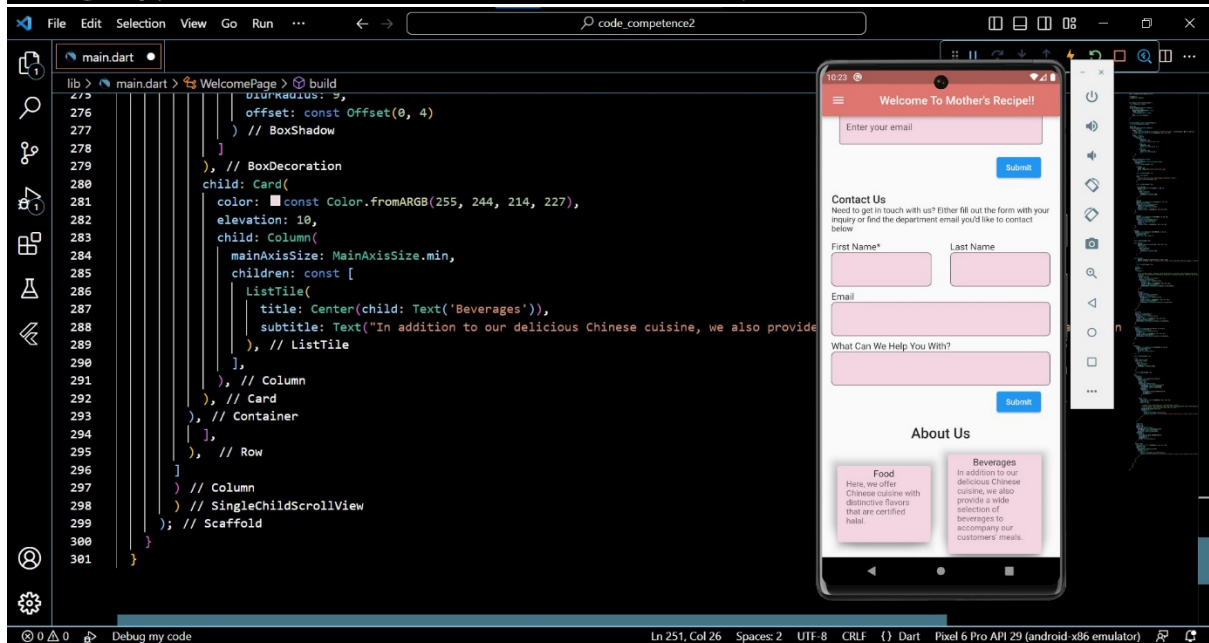 File Edit Selection View Go Run ··· code_competence2
main.dart
lib > main.dart > WelcomePage > build
275 blurRadius: 9,
276 offset: const Offset(0, 4)
277 ) // BoxShadow
278 ]
279 ), // BoxDecoration
280 child: Card(
281 color: const Color.fromARGB(255, 244, 214, 227),
282 elevation: 10,
283 child: Column(
284 mainAxisSize: MainAxisSize.min,
285 children: const [
286 ListTile(
287 title: Center(child: Text('Beverages')),
288 subtitle: Text("In addition to our delicious Chinese cuisine, we also provide
289 ), // ListTile
290 ],
291 ), // Column
292 ), // Card
293 ), // Container
294 ],
295 ), // Row
296 ]
297 ) // Column
298 ) // SingleChildScrollView
299 ); // Scaffold
300 }
301 }
10:23
Welcome To Mother's Recipe!!
Enter your email
Submit
Contact Us
Need to get in touch with us? Either fill out the form with your
inquiry or find the department email you'd like to contact
below
First Name* Last Name
Email
What Can We Help You With?
Submit
About Us
Food
Here, we offer
Chinese cuisine with
distinctive flavors
that are certified
halal.
Beverages
In addition to our
delicious Chinese
cuisine, we also
provide a wide
selection of
beverages to
accompany our
customers' meals.
0 0 Debug my code Ln 251, Col 26 Spaces: 2 UTF-8 CRLF {} Dart Pixel 6 Pro API 29 (android-x86 emulator)